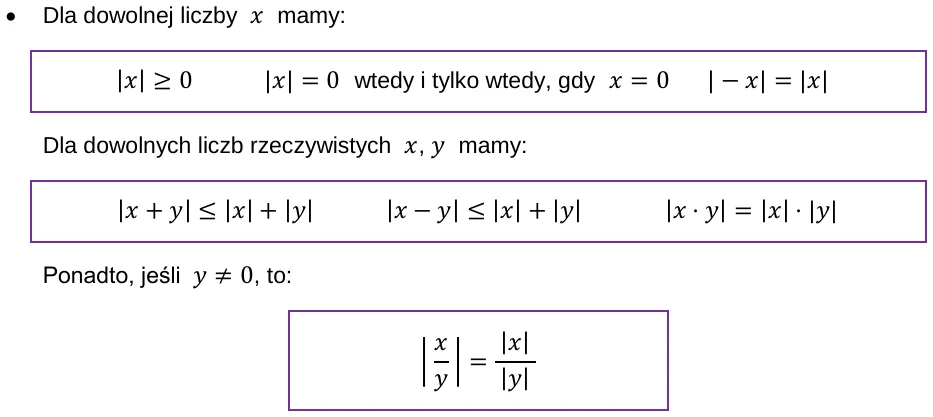 • Dla dowolnej liczby x mamy:
|x| ≥ 0 |x| = 0 wtedy i tylko wtedy, gdy x = 0 | − x| = |x|
Dla dowolnych liczb rzeczywistych x, y mamy:
|x + y| ≤ |x| + |y| |x − y| ≤ |x| + |y| |x · y| = |x| · |y|
Ponadto, jeśli y ≠ 0, to:
|x/y| = |x|/|y|